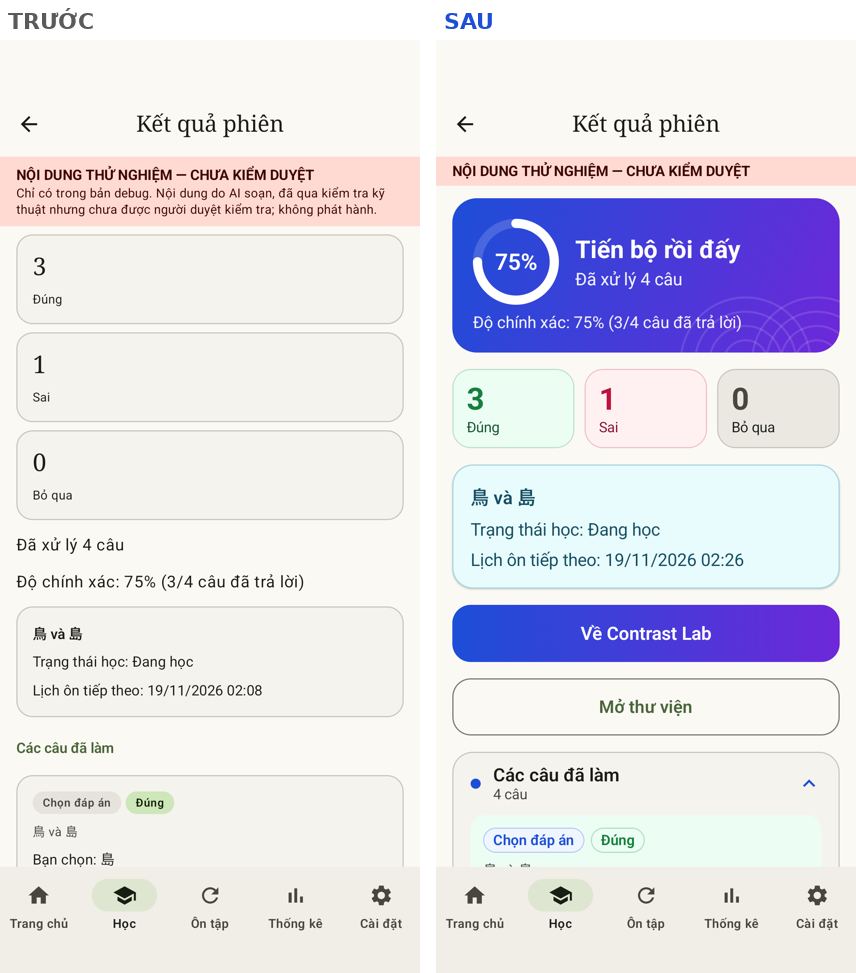 TRƯỚC
Kết quả phiên
NỘI DUNG THỬ NGHIỆM — CHƯA KIỂM DUYỆT
Chỉ có trong bản debug. Nội dung do AI soạn, đã qua kiểm tra kỹ
thuật nhưng chưa được người duyệt kiểm tra; không phát hành.
3
Đúng
1
Sai
0
Bỏ qua
Đã xử lý 4 câu
Độ chính xác: 75% (3/4 câu đã trả lời)
鳥 và 島
Trạng thái học: Đang học
Lịch ôn tiếp theo: 19/11/2026 02:08
Các câu đã làm
Chọn đáp án Đúng
鳥 và 島
Bạn chọn: 島
Trang chủ Học Ôn tập Thống kê Cài đặt
SAU
Kết quả phiên
NỘI DUNG THỬ NGHIỆM — CHƯA KIỂM DUYỆT
75%
Tiến bộ rồi đấy
Đã xử lý 4 câu
Độ chính xác: 75% (3/4 câu đã trả lời)
3 1 0
Đúng Sai Bỏ qua
鳥 và 島
Trạng thái học: Đang học
Lịch ôn tiếp theo: 19/11/2026 02:26
Về Contrast Lab
Mở thư viện
Các câu đã làm
4 câu
Chọn đáp án Đúng
Trang chủ Học Ôn tập Thống kê Cài đặt